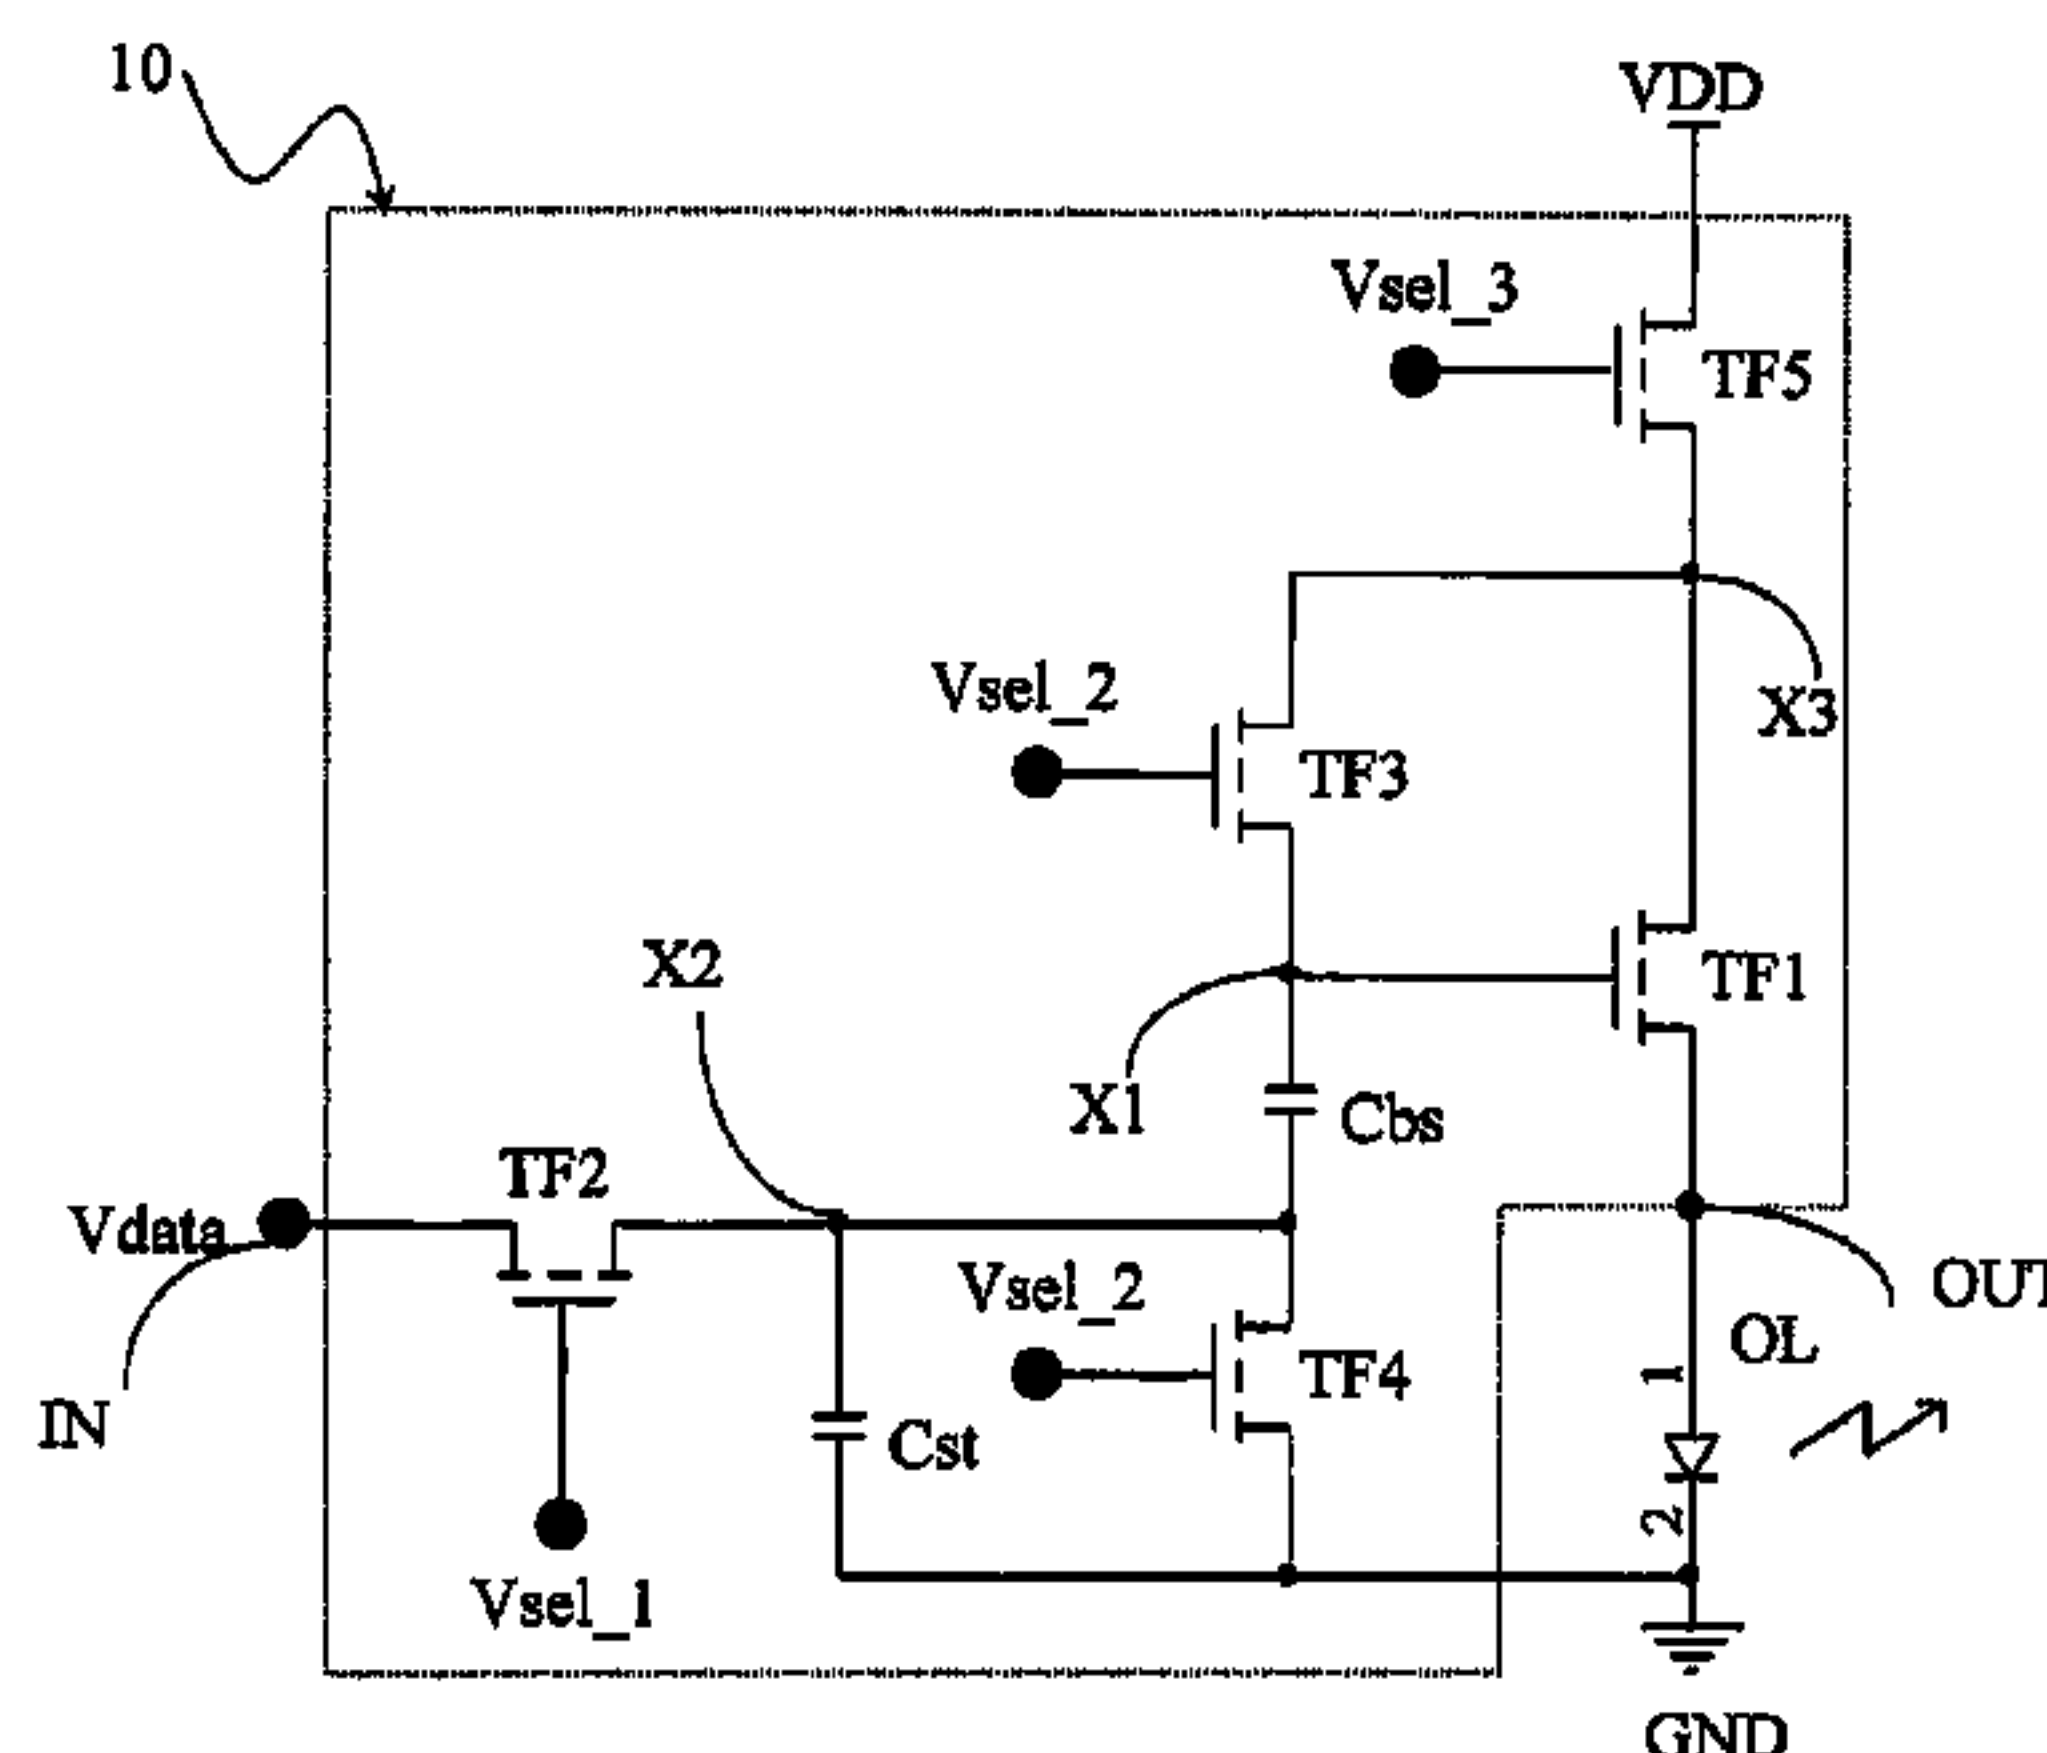 10
VDD
Vsel_3
TF5
Vsel_2
TF3
X3
X2
TF1
X1
Cbs
TF2
Vdata
Vsel_2
OUT
OL
1
TF4
IN
Cst
2
Vsel_1
GND